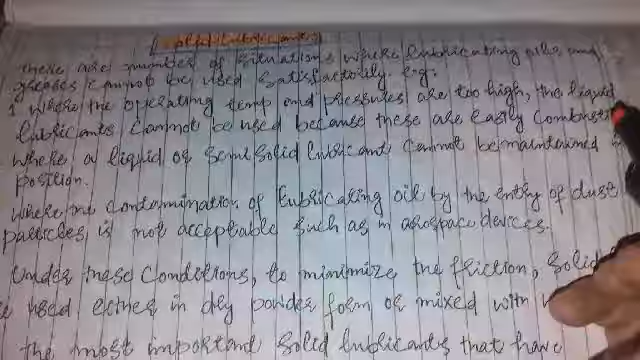 Solid Lubricants
there are number of situations where lubricating oils and
greases cannot be used satisfactorily. e.g.
1 where the operating temp and pressures are too high, the liquid
lubricants cannot be used because these are easily
where a liquid or semi solid lubricant cannot be maintained
position.
where the contamination of lubricating oil by the entry of dust
particles is not acceptable such as in aerospace devices.
Under these conditions, to minimize the friction, solid
used either in dry powder form or mixed with
the most important solid lubricants that have